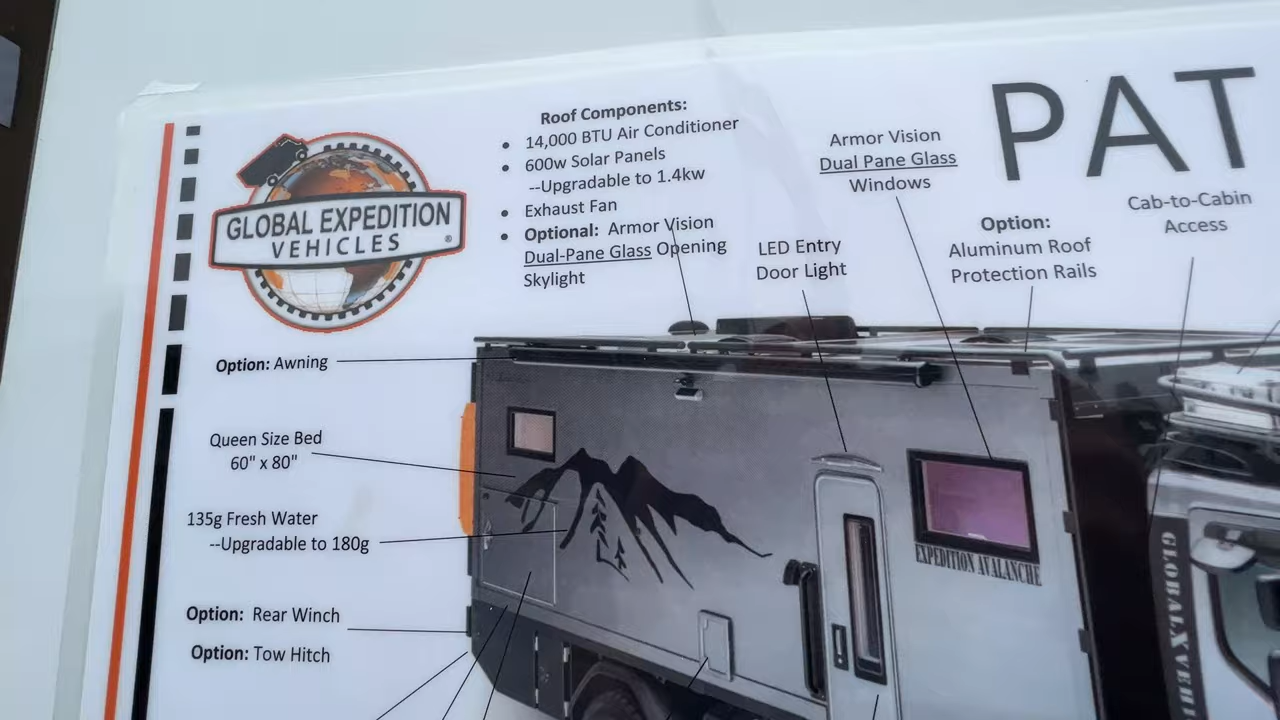 GLOBAL EXPEDITION
VEHICLES
®
Roof Components:
• 14,000 BTU Air Conditioner
• 600w Solar Panels
--Upgradable to 1.4kw
• Exhaust Fan
• Optional: Armor Vision
Dual-Pane Glass Opening
Skylight
Armor Vision
Dual Pane Glass
Windows
PAT
LED Entry
Door Light
Option:
Aluminum Roof
Protection Rails
Cab-to-Cabin
Access
Option: Awning
Queen Size Bed
60" x 80"
135g Fresh Water
--Upgradable to 180g
Option: Rear Winch
Option: Tow Hitch
EXPEDITION AVALANCHE
GLOBALXVEHI